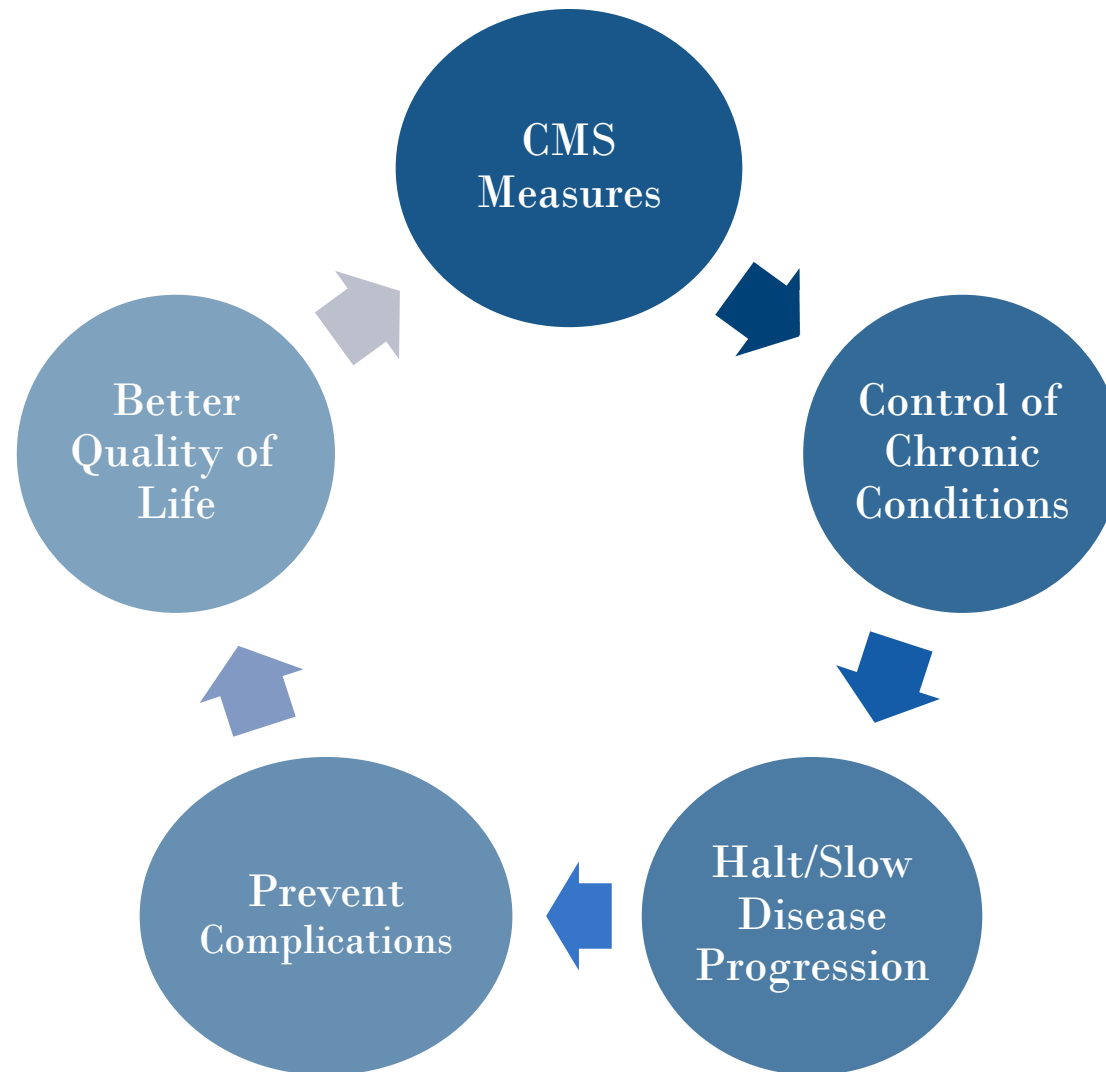 CMS
Measures
Control of
Chronic
Conditions
Halt/Slow
Disease
Progression
Prevent
Complications
Better
Quality of
Life